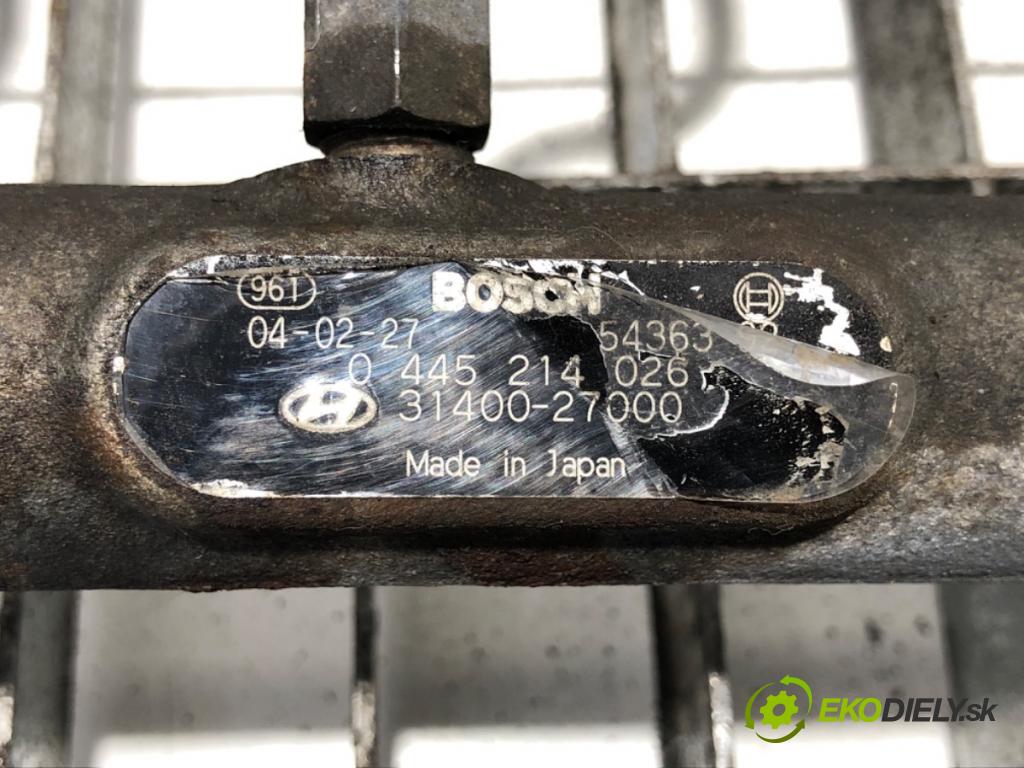 961 BOSCH
04-02-27 54363
0 445 214 026
31400-27000
Made in Japan
EKODIELY.sk